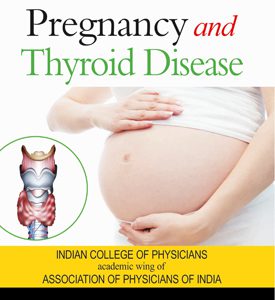 Pregnancy and
Thyroid Disease
INDIAN COLLEGE OF PHYSICIANS
academic wing of
ASSOCIATION OF PHYSICIANS OF INDIA